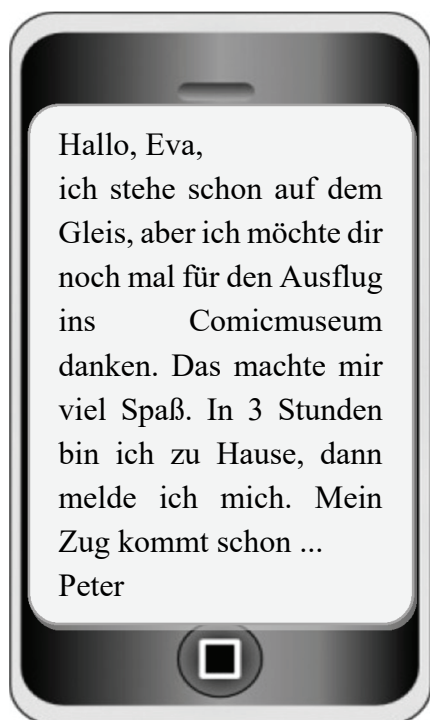 Hallo, Eva,
ich stehe schon auf dem
Gleis, aber ich möchte dir
noch mal für den Ausflug
ins Comicmuseum
danken. Das machte mir
viel Spaß. In 3 Stunden
bin ich zu Hause, dann
melde ich mich. Mein
Zug kommt schon ...
Peter